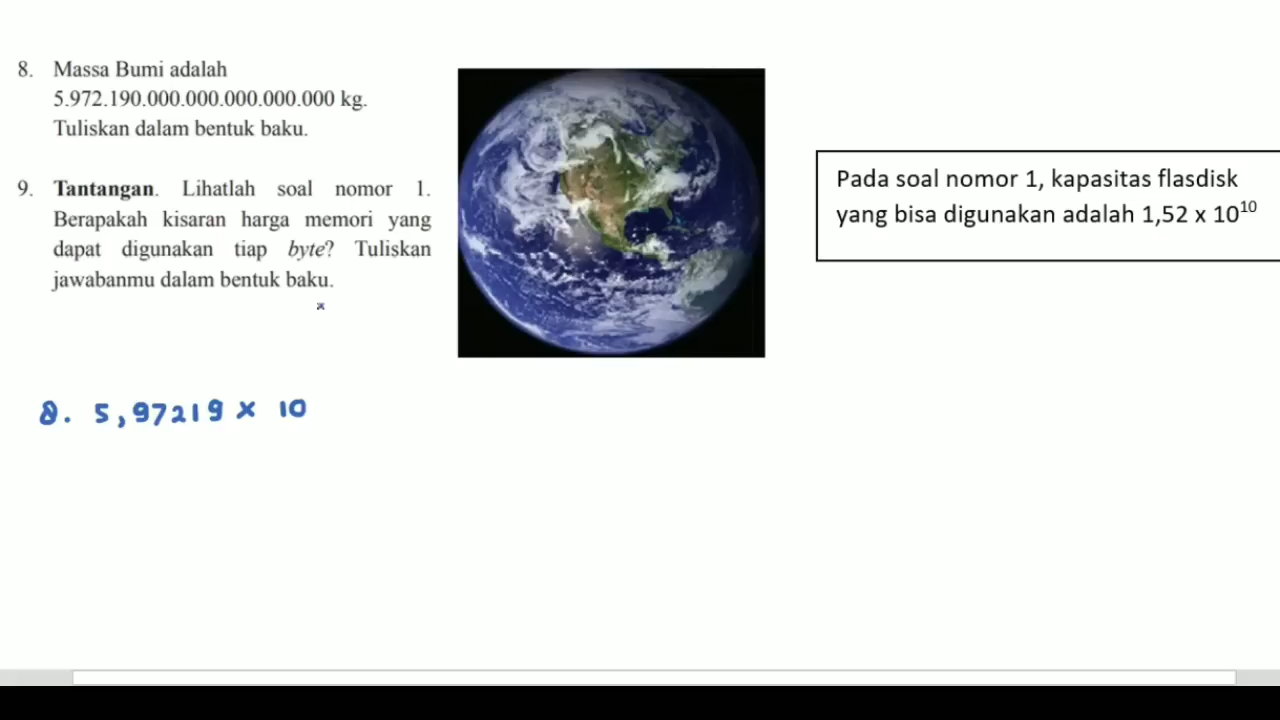 8. Massa Bumi adalah
5.972.190.000.000.000.000.000.000 kg.
Tuliskan dalam bentuk baku.
9. Tantangan. Lihatlah soal nomor 1.
Berapakah kisaran harga memori yang
dapat digunakan tiap byte? Tuliskan
jawabanmu dalam bentuk baku.
Pada soal nomor 1, kapasitas flasdisk
yang bisa digunakan adalah 1,52 x 10¹⁰
8. 5,97219 x 10